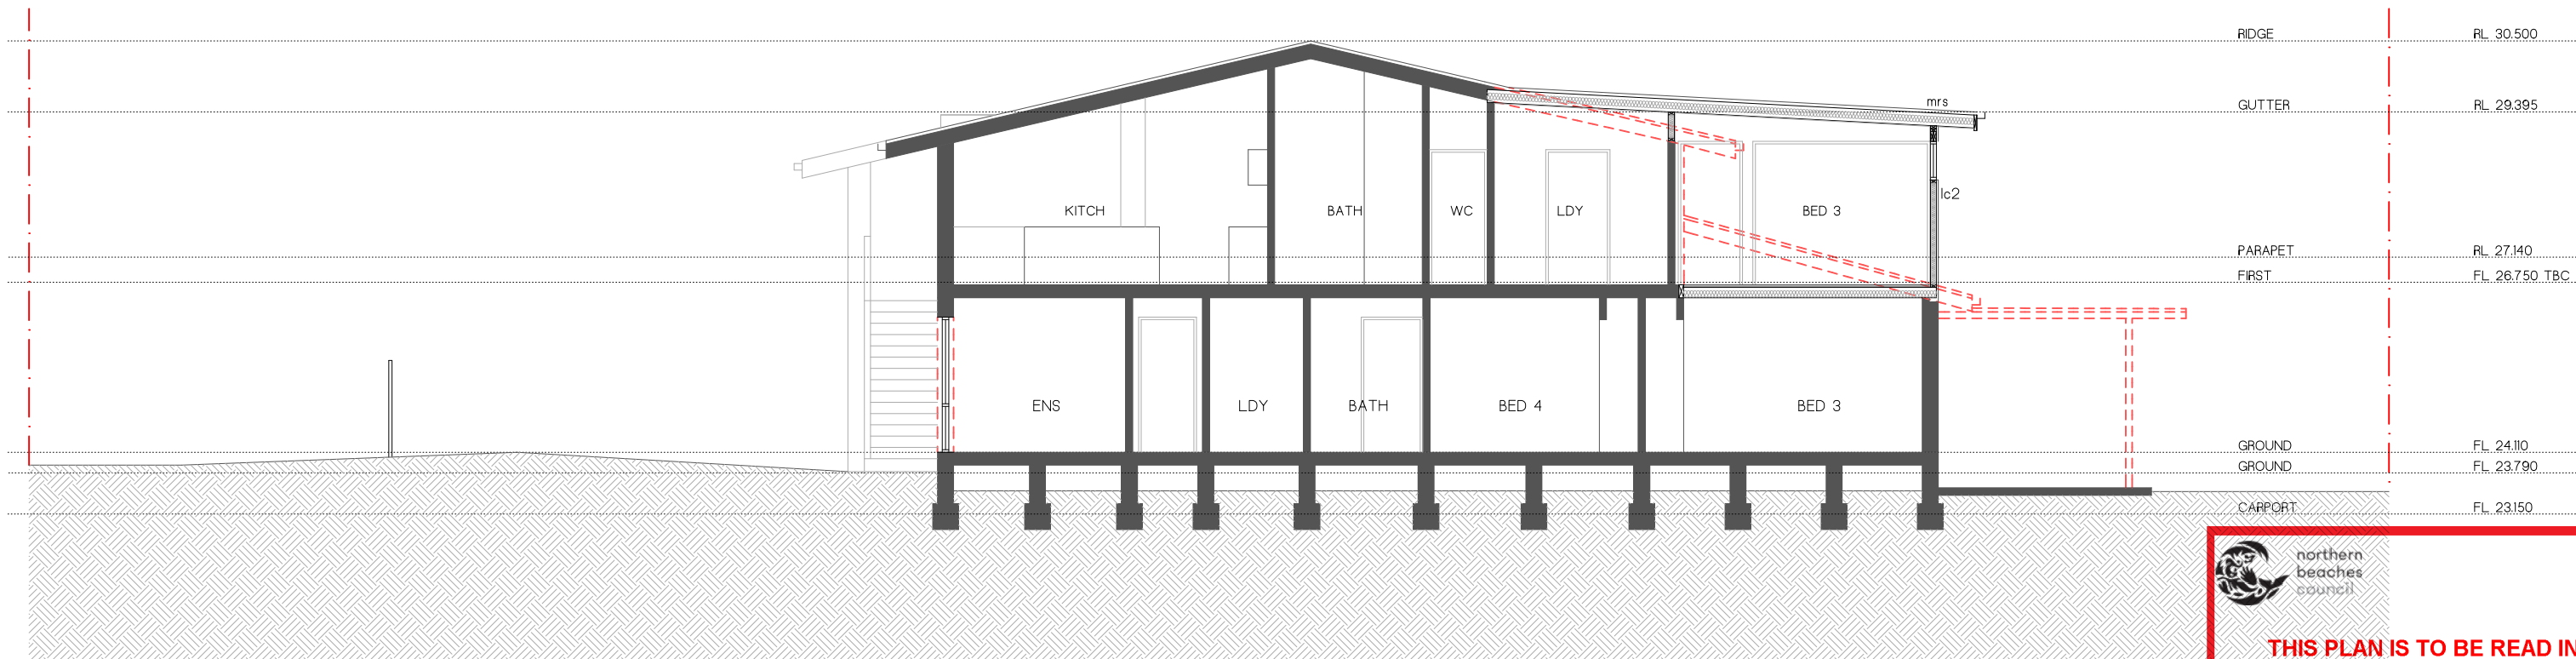 RIDGE RL 30.500
mrs
GUTTER RL 29.395
lc2
KITCH BATH WC LDY BED 3
PARAPET RL 27.140
FIRST FL 26.750 TBC
ENS LDY BATH BED 4 BED 3
GROUND FL 24.110
GROUND FL 23.790
CARPORT FL 23.150
northern
beaches
council
THIS PLAN IS TO BE READ IN